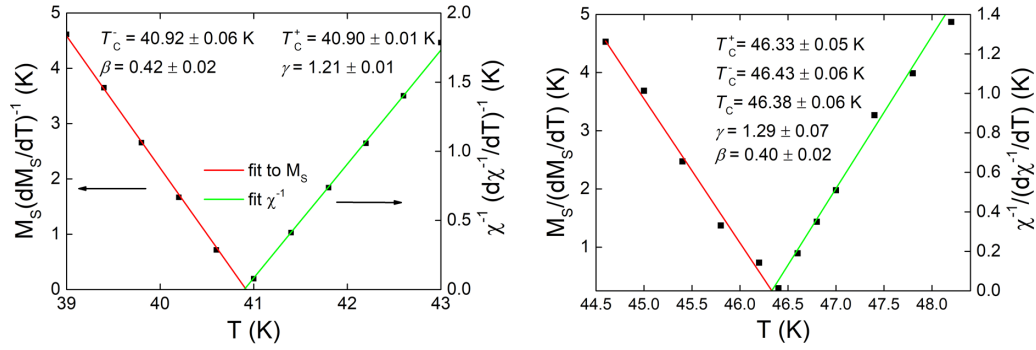 T_C^- = 40.92 ± 0.06 K
T_C^+ = 40.90 ± 0.01 K
β = 0.42 ± 0.02
γ = 1.21 ± 0.01
fit to M_S
fit χ^-1
M_S(dM_S/dT)^-1 (K)
5
4
3
2
1
0
2.0
1.5
1.0
0.5
0.0
χ^-1 (dχ^-1/dT)^-1 (K)
39 40 41 42 43
T (K)
T_C^+= 46.33 ± 0.05 K
T_C^-= 46.43 ± 0.06 K
T_C = 46.38 ± 0.06 K
γ = 1.29 ± 0.07
β = 0.40 ± 0.02
M_S/(dM_S/dT) (K)
5
4
3
2
1
1.4
1.2
1.0
0.8
0.6
0.4
0.2
0.0
χ^-1/(dχ^-1/dT) (K)
44.5 45.0 45.5 46.0 46.5 47.0 47.5 48.0
T (K)